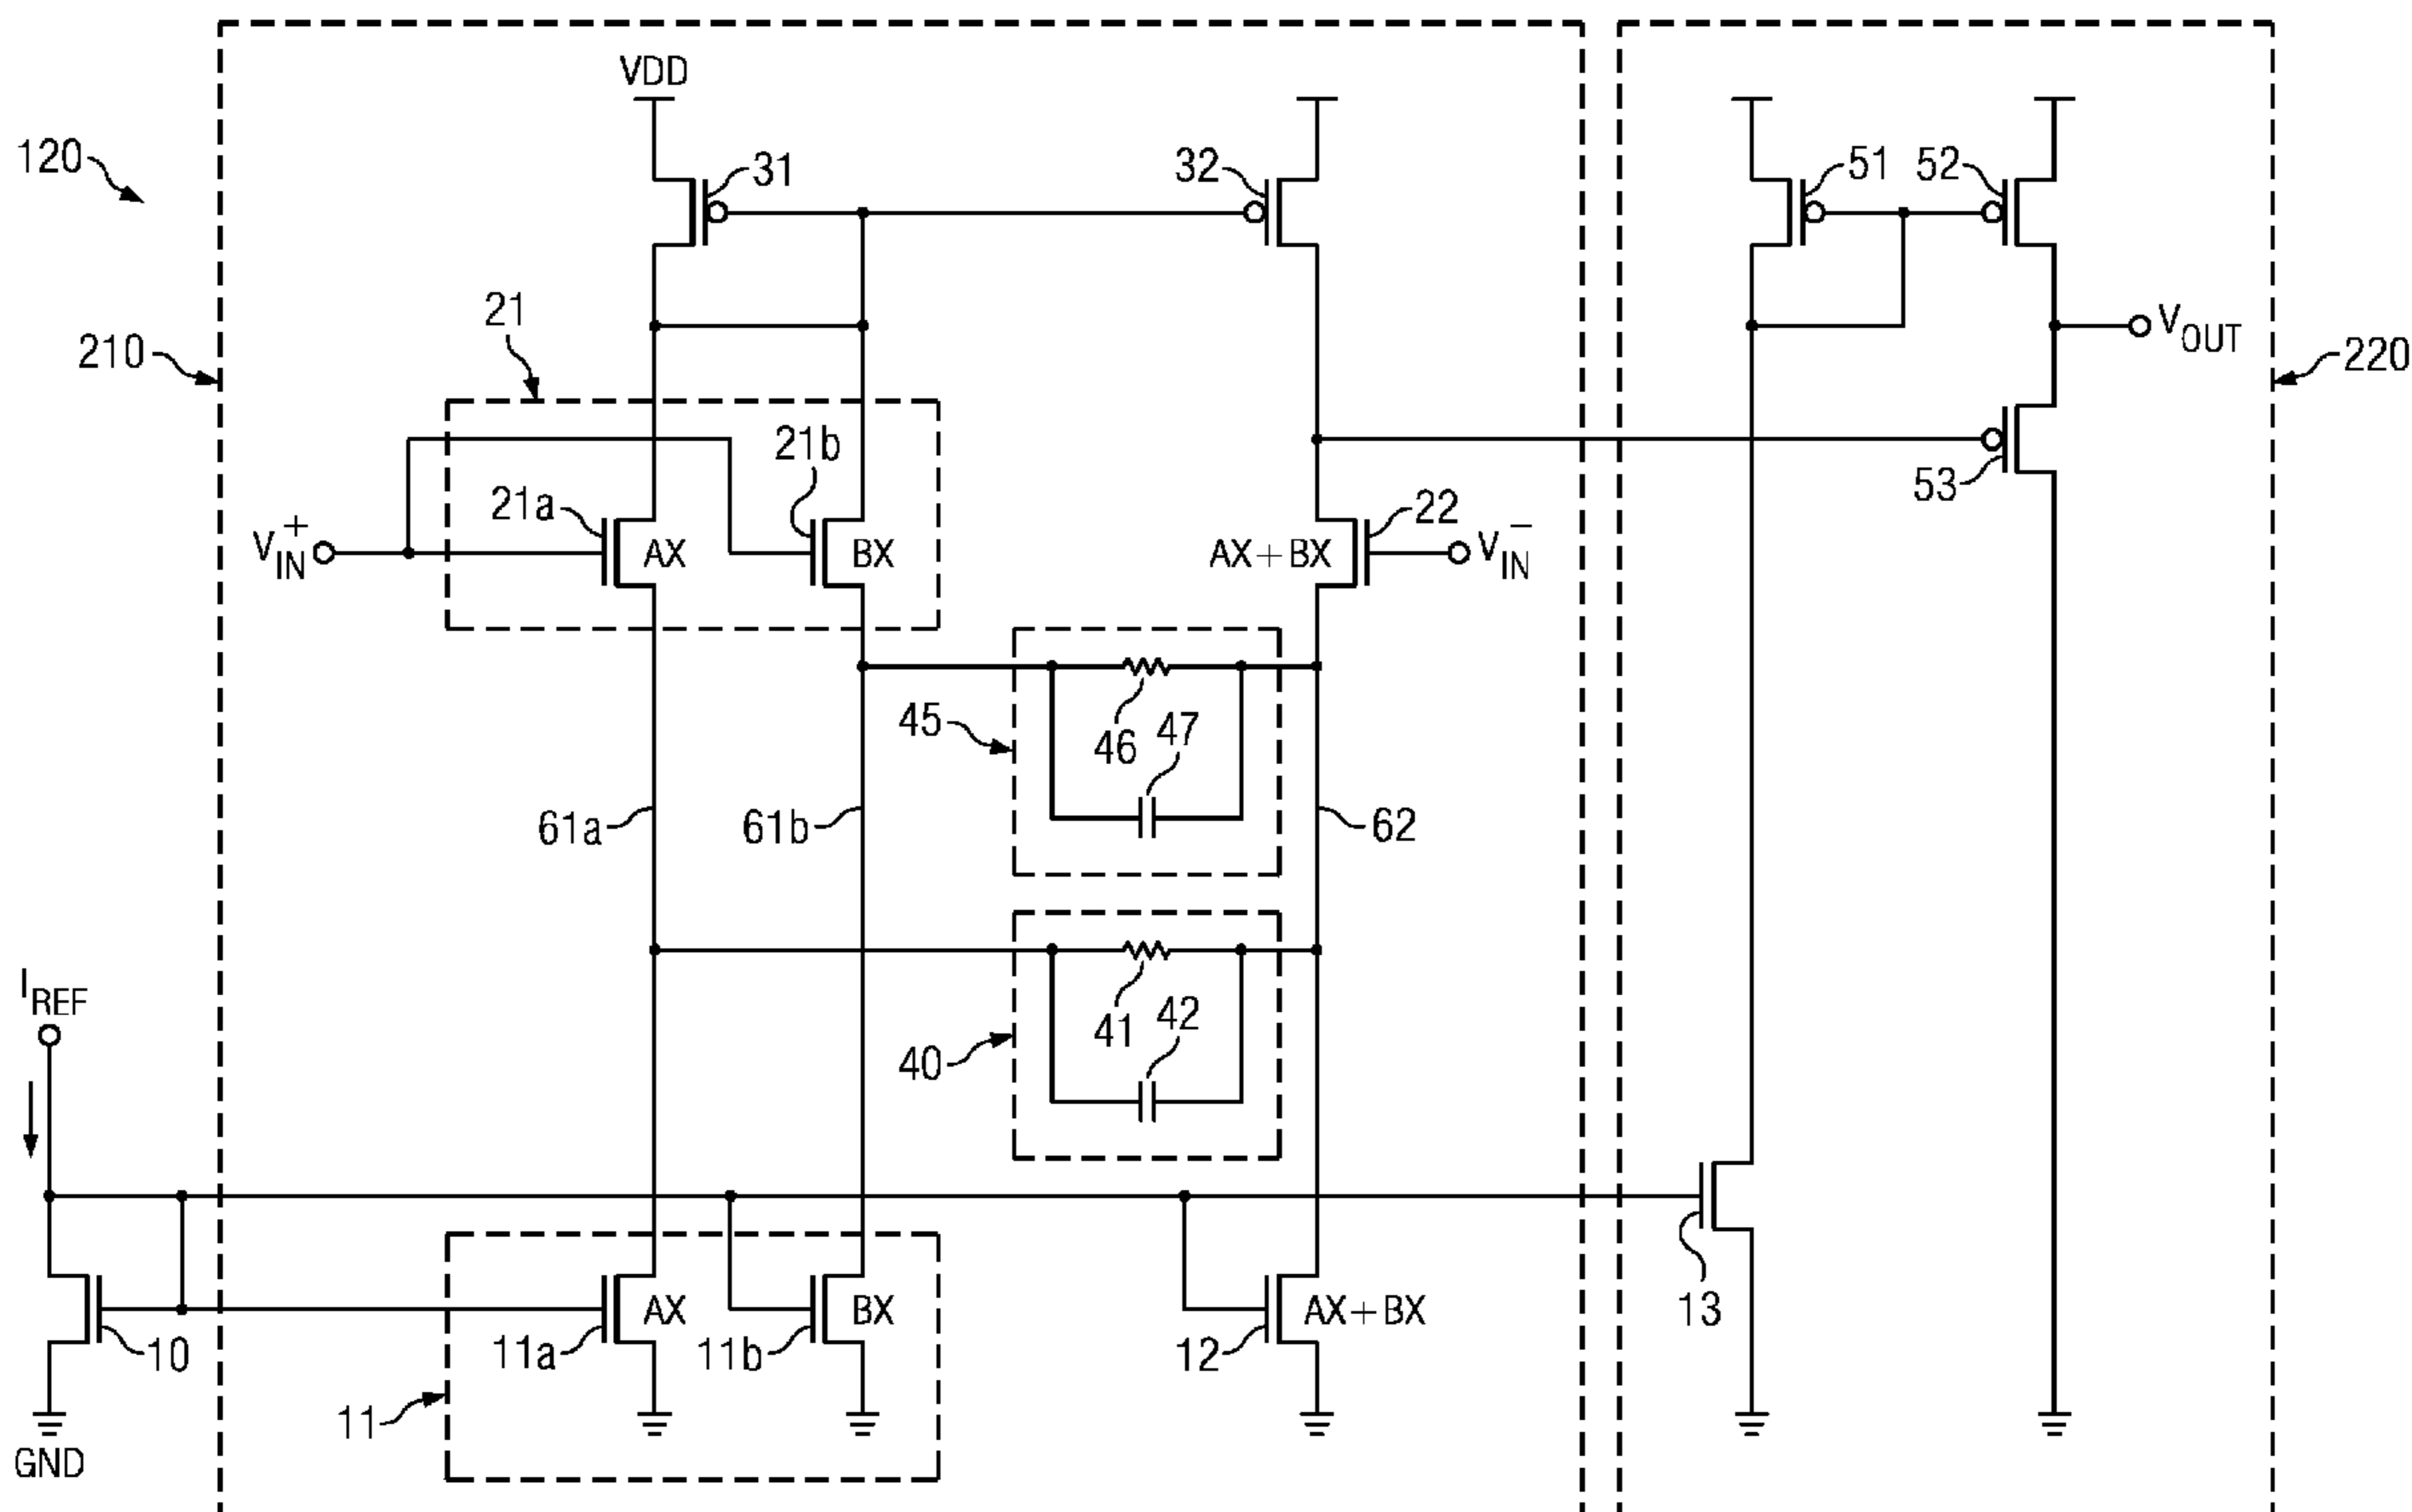 VDD
120
31
32
51
52
21
210
VOUT
220
21b
21a
22
53
VIN+
AX
BX
AX+BX
VIN−
45
46
47
61a
61b
62
IREF
41
42
40
10
11a
AX
11b
BX
12
AX+BX
13
11
GND